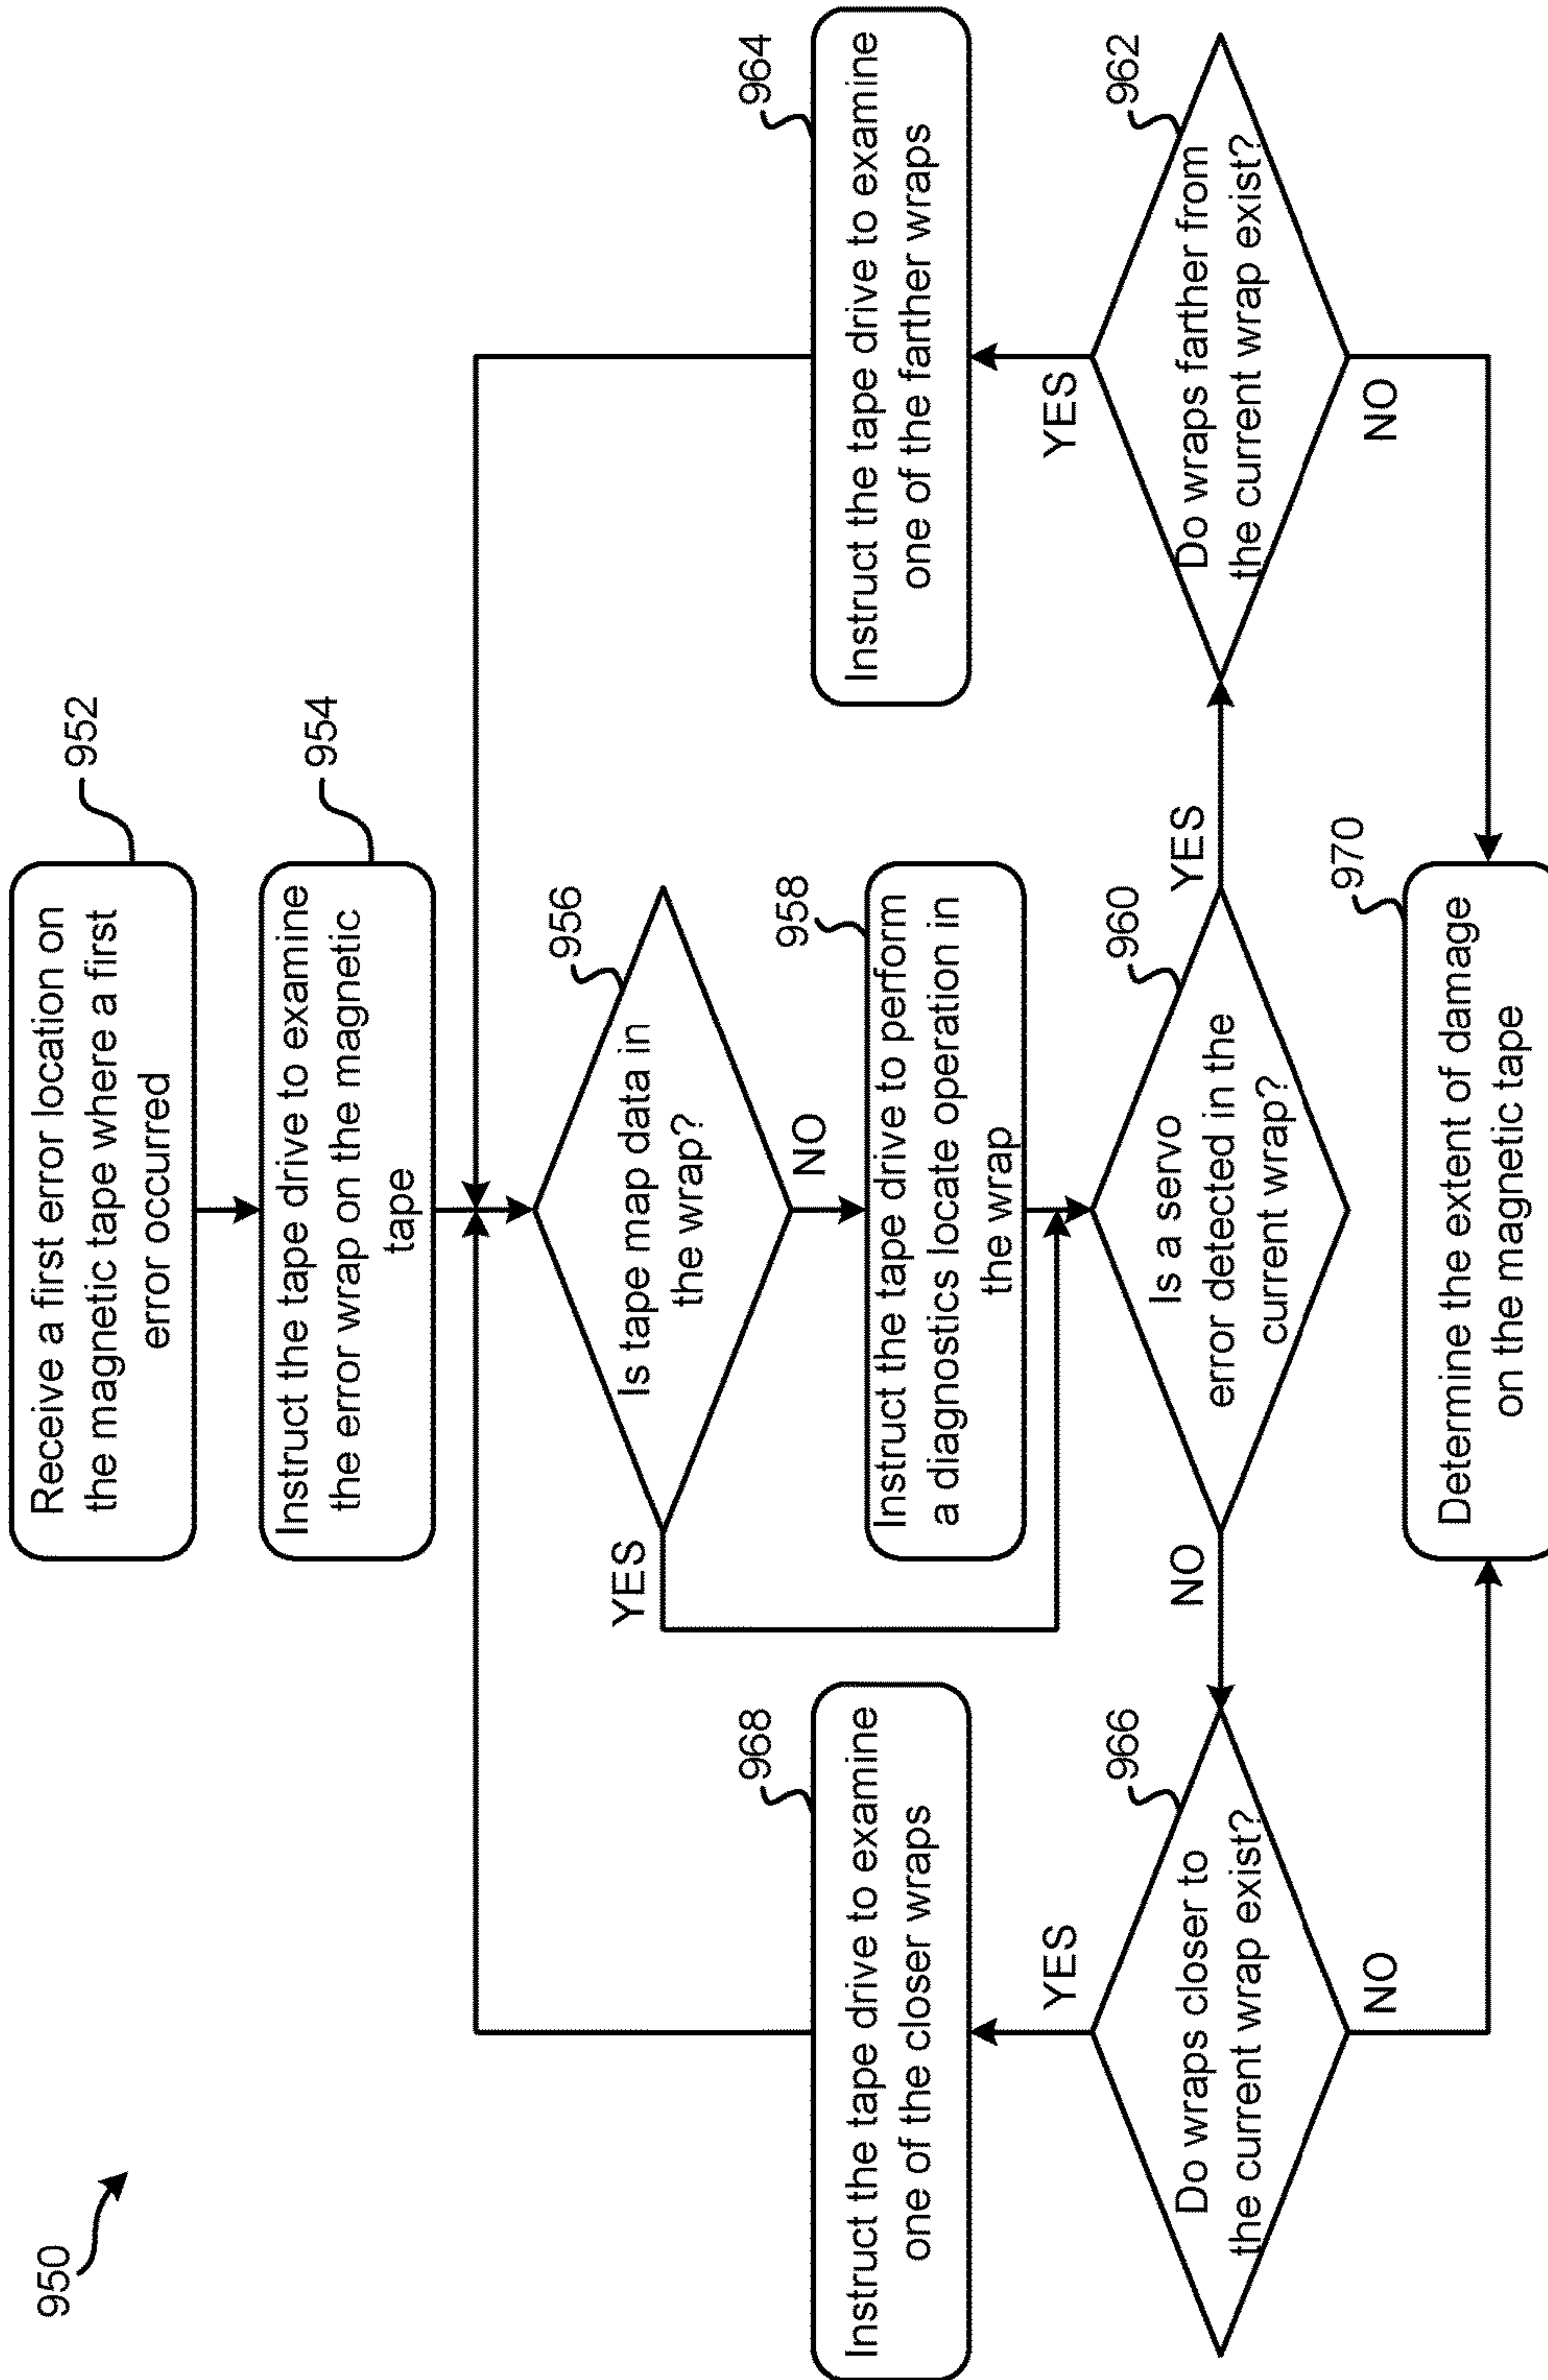 950
Receive a first error location on
the magnetic tape where a first
error occurred
952
Instruct the tape drive to examine
the error wrap on the magnetic
tape
954
Is tape map data in
the wrap?
956
YES
NO
Instruct the tape drive to perform
a diagnostics locate operation in
the wrap
958
Is a servo
error detected in the
current wrap?
960
YES
NO
Do wraps farther from
the current wrap exist?
962
YES
NO
Instruct the tape drive to examine
one of the farther wraps
964
Do wraps closer to
the current wrap exist?
966
YES
NO
Instruct the tape drive to examine
one of the closer wraps
968
Determine the extent of damage
on the magnetic tape
970